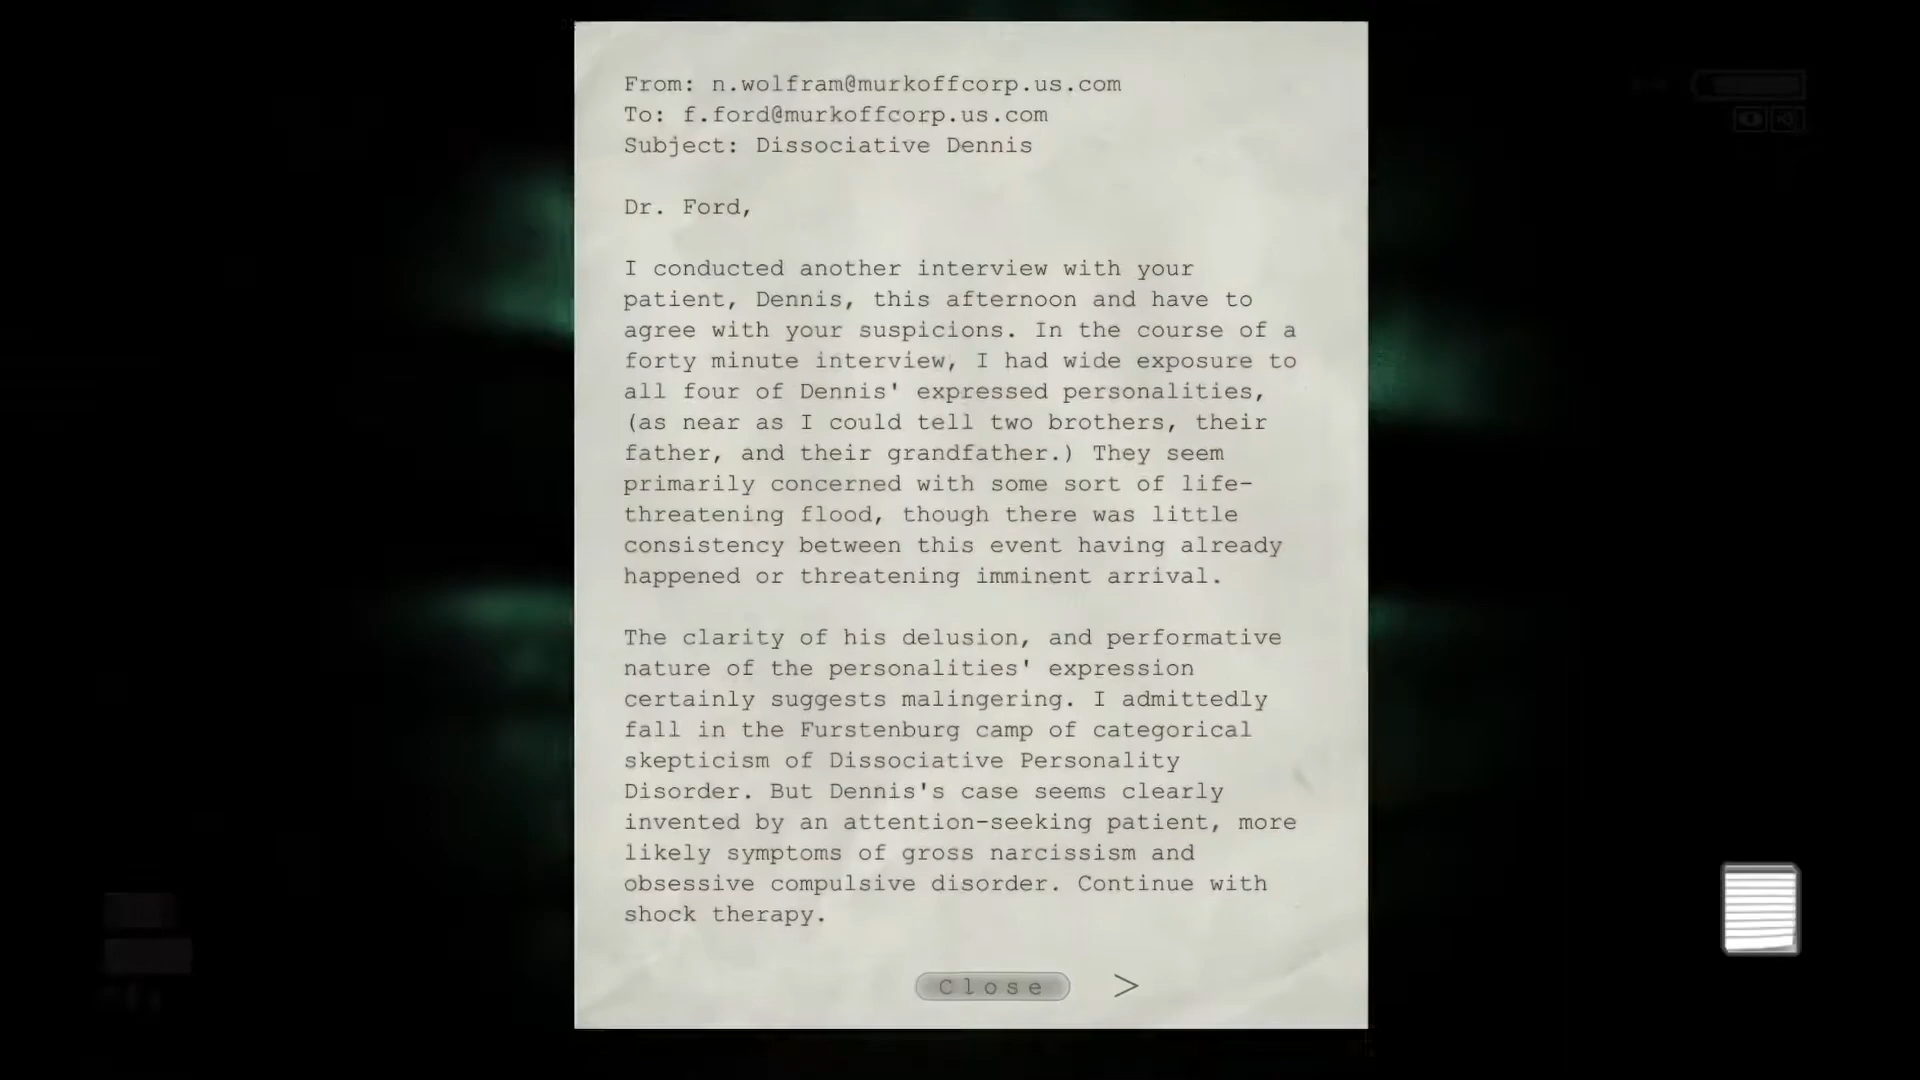 From: n.wolfram@murkoffcorp.us.com
To: f.ford@murkoffcorp.us.com
Subject: Dissociative Dennis
Dr. Ford,
I conducted another interview with your
patient, Dennis, this afternoon and have to
agree with your suspicions. In the course of a
forty minute interview, I had wide exposure to
all four of Dennis' expressed personalities,
(as near as I could tell two brothers, their
father, and their grandfather.) They seem
primarily concerned with some sort of life-
threatening flood, though there was little
consistency between this event having already
happened or threatening imminent arrival.
The clarity of his delusion, and performative
nature of the personalities' expression
certainly suggests malingering. I admittedly
fall in the Furstenburg camp of categorical
skepticism of Dissociative Personality
Disorder. But Dennis's case seems clearly
invented by an attention-seeking patient, more
likely symptoms of gross narcissism and
obsessive compulsive disorder. Continue with
shock therapy.
Close >